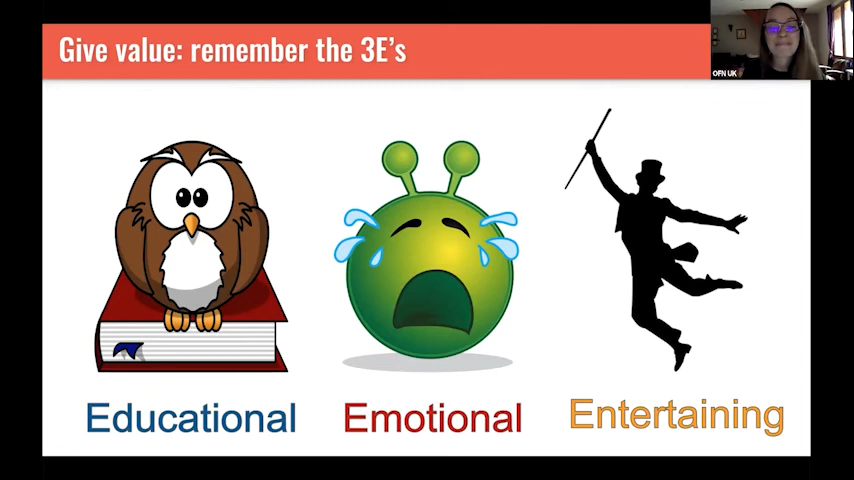 Give value: remember the 3E's
OFN UK
Educational
Emotional
Entertaining